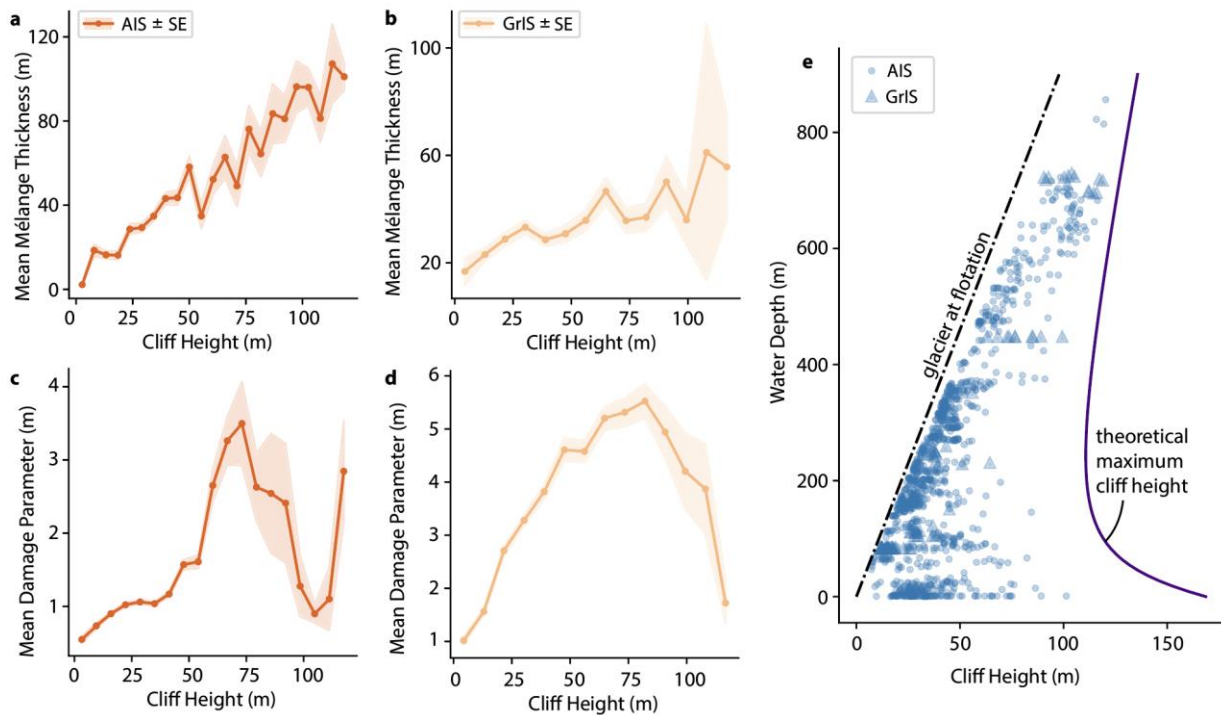 a
AIS ± SE
Mean Mélange Thickness (m)
120
80
40
0
0 25 50 75 100
Cliff Height (m)
b
GrIS ± SE
Mean Mélange Thickness (m)
100
60
20
0 25 50 75 100
Cliff Height (m)
c
Mean Damage Parameter (m)
4
3
2
1
0 25 50 75 100
Cliff Height (m)
d
Mean Damage Parameter (m)
6
5
4
3
2
1
0 25 50 75 100
Cliff Height (m)
e
AIS
GrIS
Water Depth (m)
800
600
400
200
0
glacier at flotation
theoretical
maximum
cliff height
0 50 100 150
Cliff Height (m)